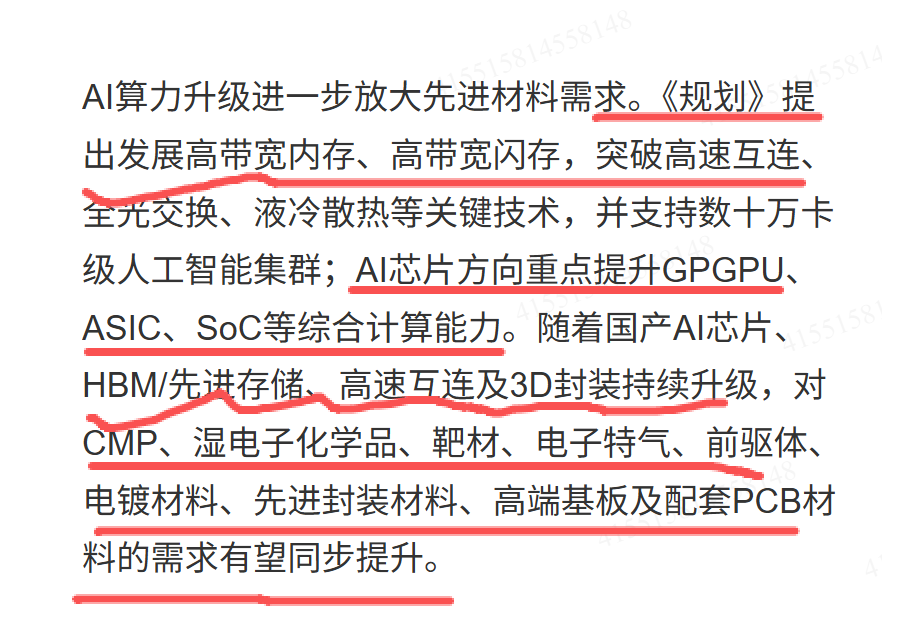 AI算力升级进一步放大先进材料需求。《规划》提
出发展高带宽内存、高带宽闪存，突破高速互连、
全光交换、液冷散热等关键技术，并支持数十万卡
级人工智能集群；AI芯片方向重点提升GPGPU、
ASIC、SoC等综合计算能力。随着国产AI芯片、
HBM/先进存储、高速互连及3D封装持续升级，对
CMP、湿电子化学品、靶材、电子特气、前驱体、
电镀材料、先进封装材料、高端基板及配套PCB材
料的需求有望同步提升。